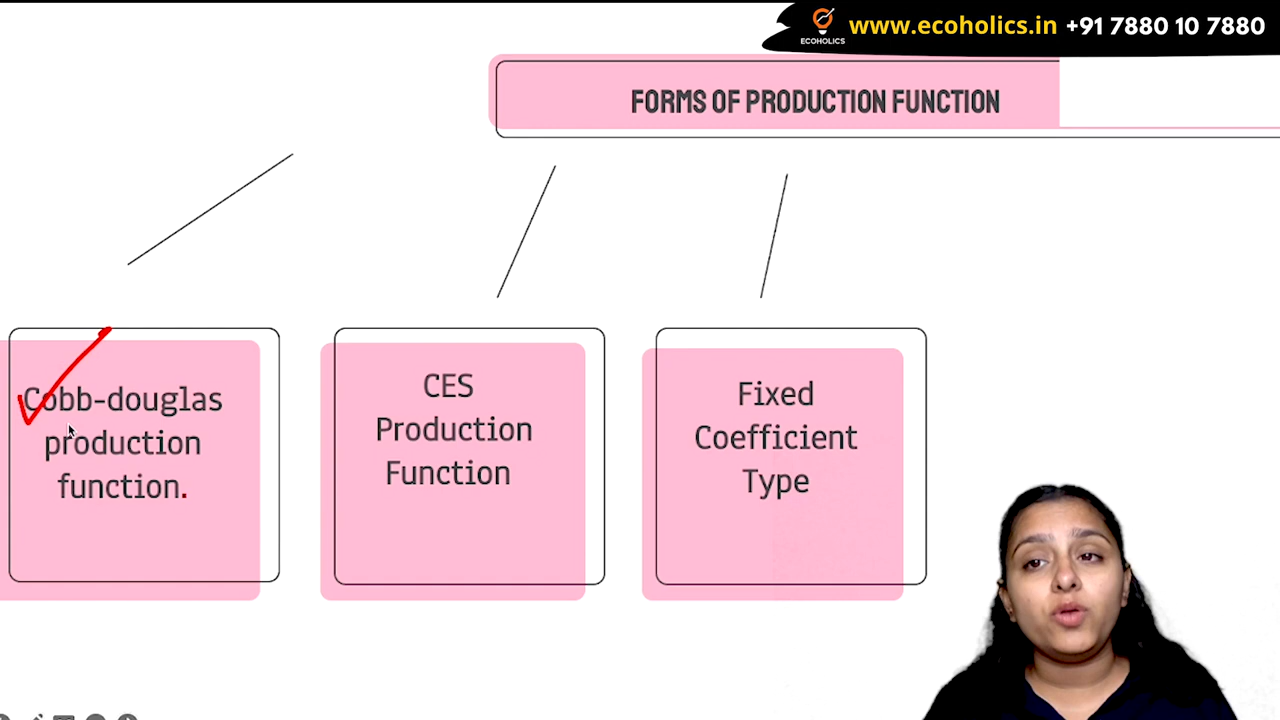 ECOHOLICS
www.ecoholics.in +91 7880 10 7880
FORMS OF PRODUCTION FUNCTION
Cobb-douglas
production
function.
CES
Production
Function
Fixed
Coefficient
Type